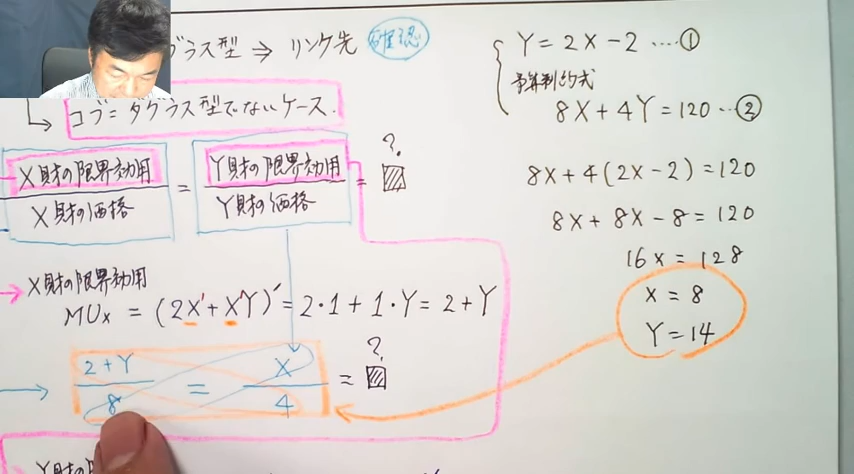 グラス型 ⇒ リンク先 確認
↳ コブ=ダグラス型でないケース.
X財の限界効用 / X財の価格 = Y財の限界効用 / Y財の価格 = ?
→ X財の限界効用
MUx = (2X' + X'Y)' = 2・1 + 1・Y = 2 + Y
→ 2+Y / 8 = X / 4 = ?
Y = 2X − 2 ‥‥①
予算制約式
8X + 4Y = 120 ‥②
8X + 4(2X − 2) = 120
8X + 8X − 8 = 120
16X = 128
X = 8
Y = 14